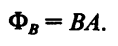 Φ_B = BA.